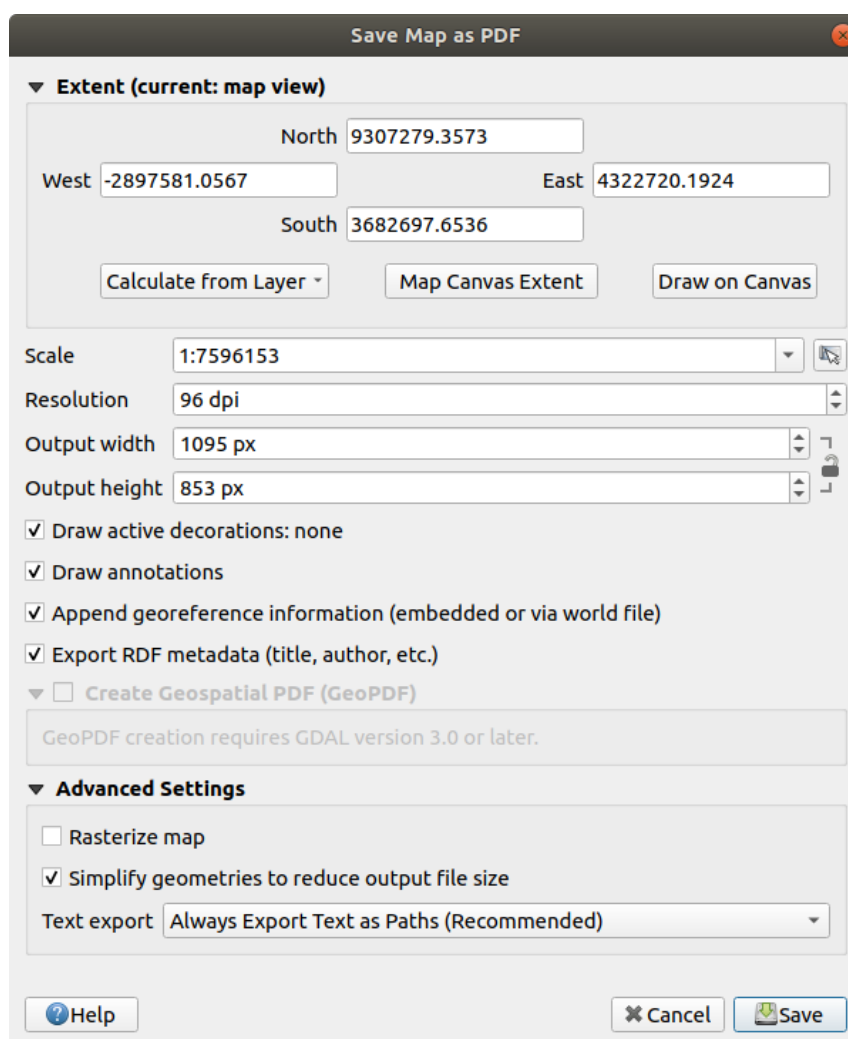 Save Map as PDF
Extent (current: map view)
North 9307279.3573
West -2897581.0567 East 4322720.1924
South 3682697.6536
Calculate from Layer Map Canvas Extent Draw on Canvas
Scale 1:7596153
Resolution 96 dpi
Output width 1095 px
Output height 853 px
Draw active decorations: none
Draw annotations
Append georeference information (embedded or via world file)
Export RDF metadata (title, author, etc.)
Create Geospatial PDF (GeoPDF)
GeoPDF creation requires GDAL version 3.0 or later.
Advanced Settings
Rasterize map
Simplify geometries to reduce output file size
Text export Always Export Text as Paths (Recommended)
Help Cancel Save